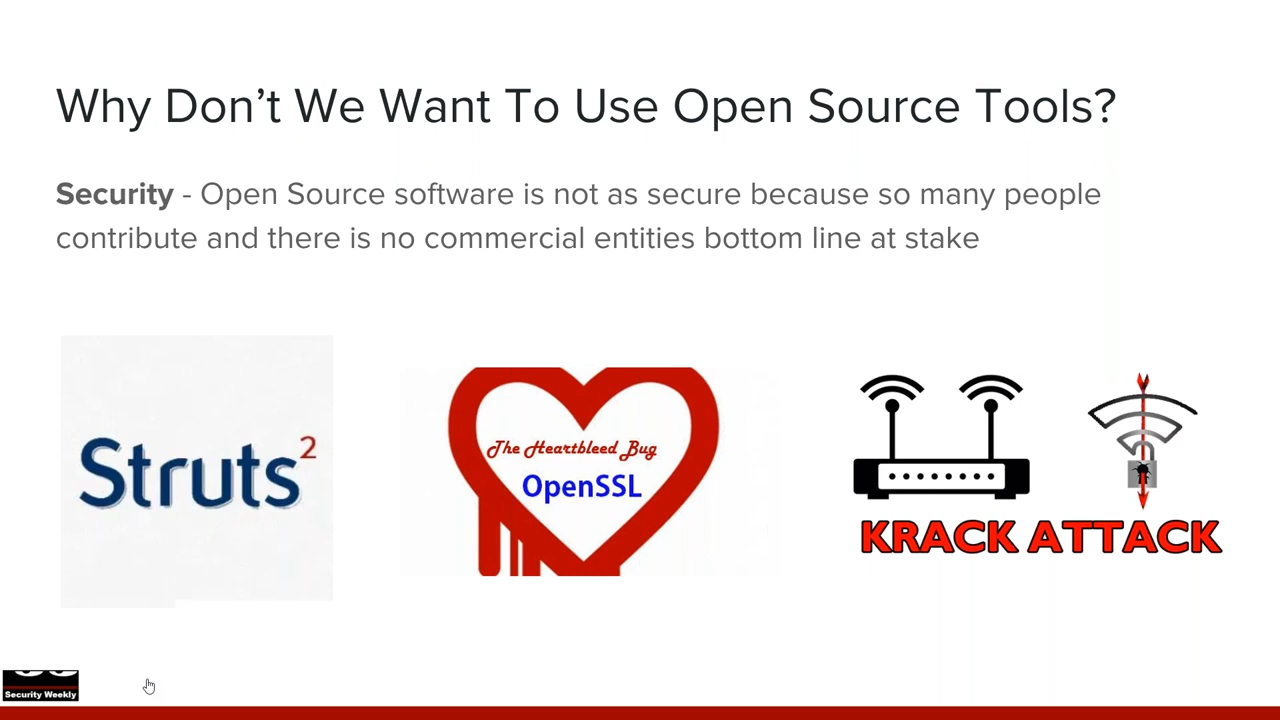 Why Don’t We Want To Use Open Source Tools?
Security - Open Source software is not as secure because so many people
contribute and there is no commercial entities bottom line at stake
Struts2
The Heartbleed Bug
OpenSSL
KRACK ATTACK
Security Weekly